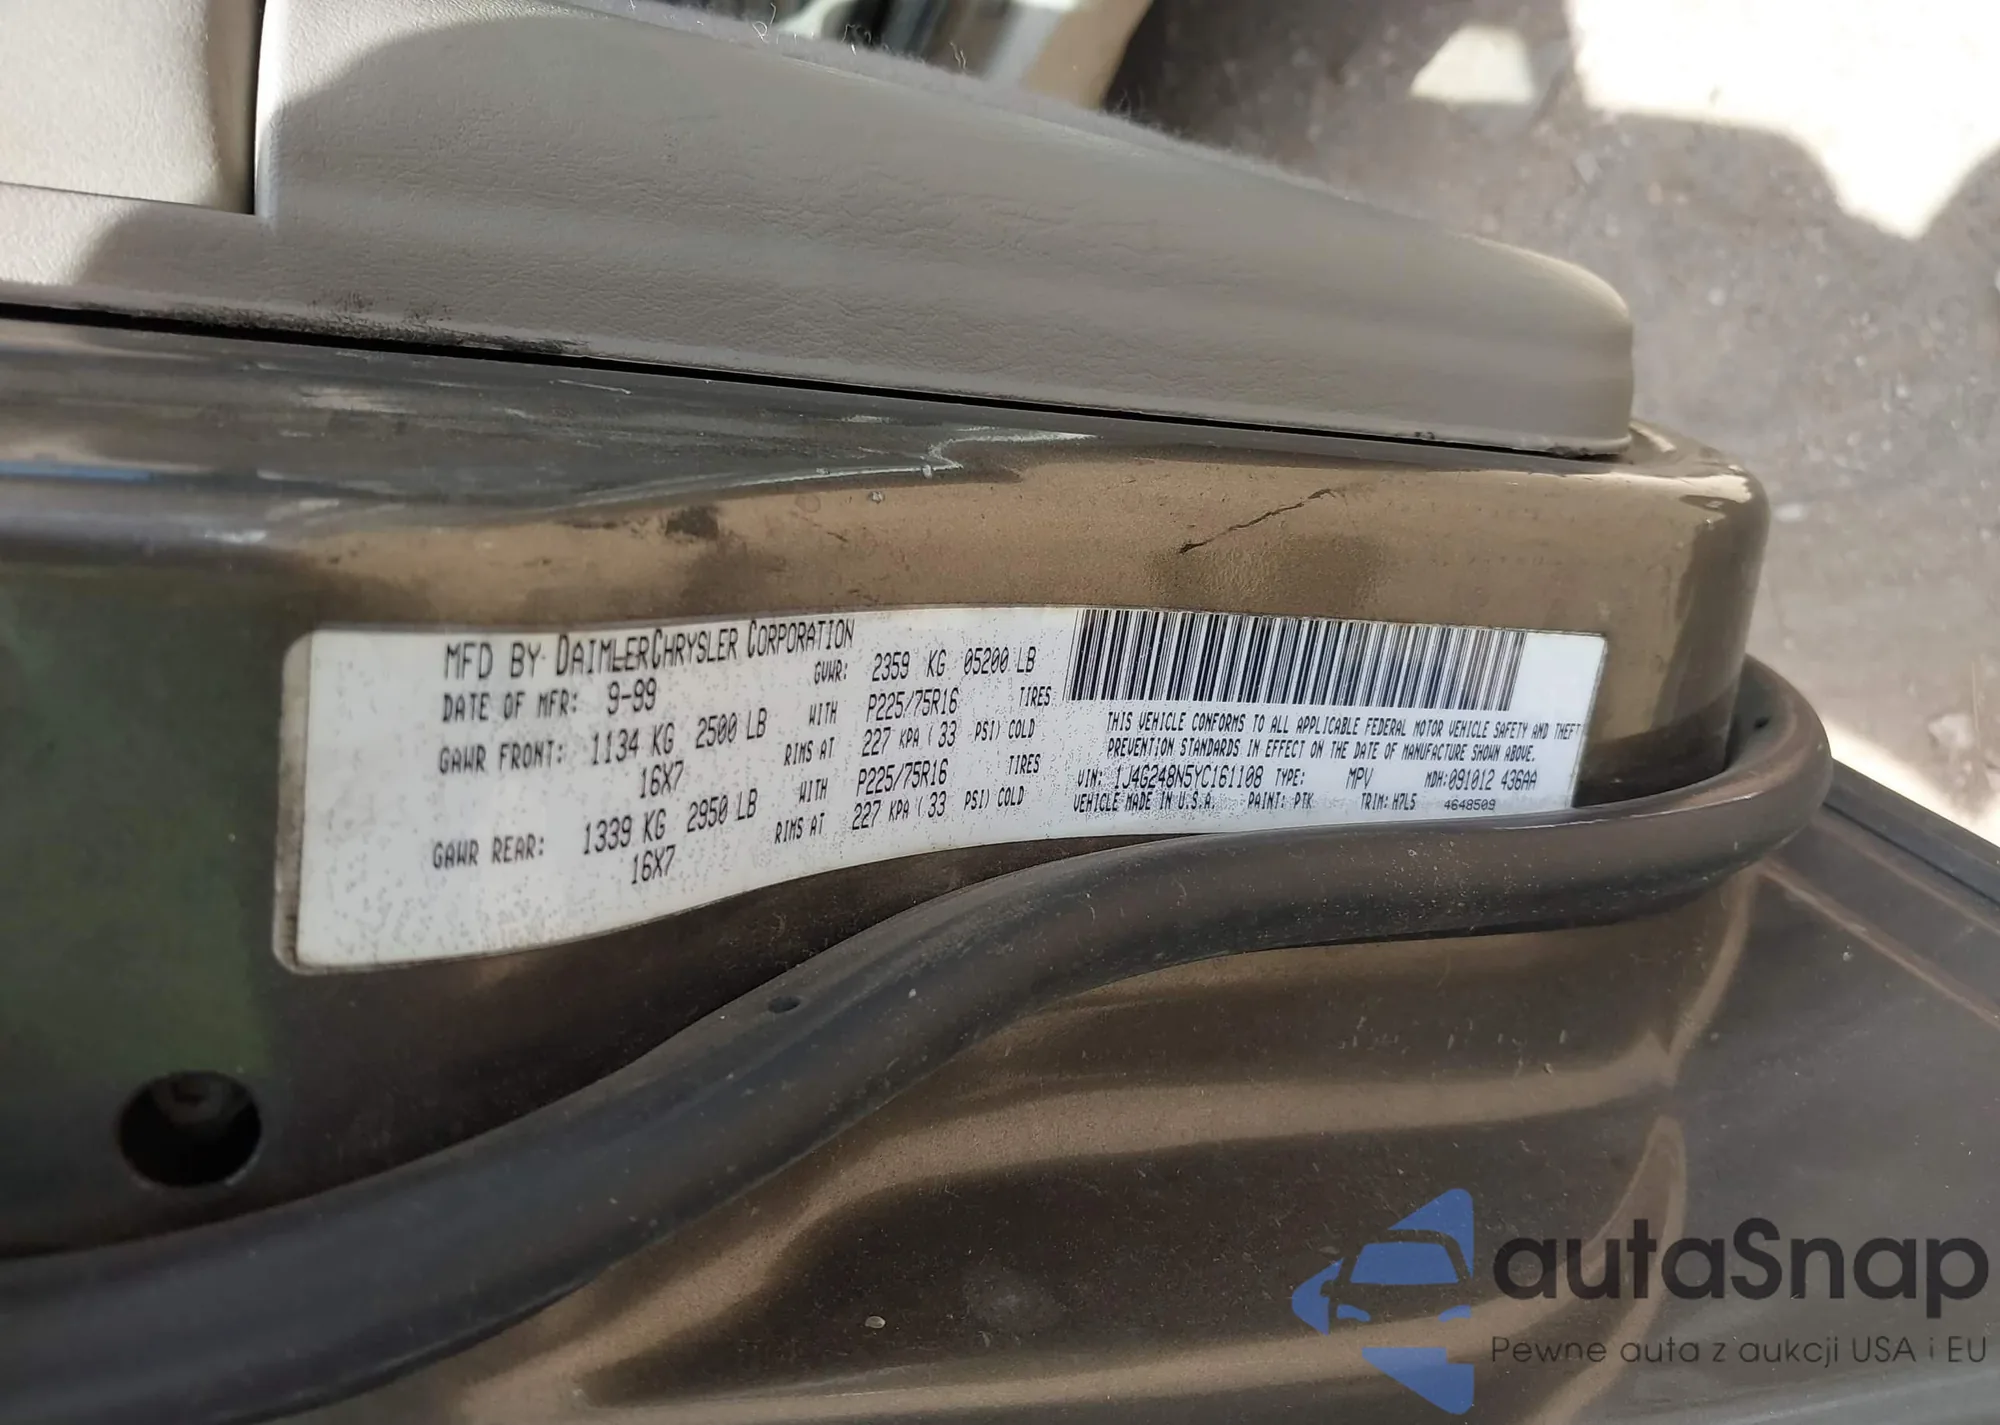 MFD BY DAIMLERCHRYSLER CORPORATION
DATE OF MFR: 9-99 GVWR: 2359 KG 05200 LB
GAWR FRONT: 1134 KG 2500 LB WITH P225/75R16 TIRES
16X7 RIMS AT 227 KPA ( 33 PSI) COLD
GAWR REAR: 1339 KG 2950 LB WITH P225/75R16 TIRES
16X7 RIMS AT 227 KPA ( 33 PSI) COLD
THIS VEHICLE CONFORMS TO ALL APPLICABLE FEDERAL MOTOR VEHICLE SAFETY AND THEFT
PREVENTION STANDARDS IN EFFECT ON THE DATE OF MANUFACTURE SHOWN ABOVE.
VIN: 1J4G248N5YC161108 TYPE: MPV MDH:091012 436AA
VEHICLE MADE IN U.S.A. PAINT: PTK TRIM: H7L5 4648509
autaSnap
Pewne auta z aukcji USA i EU